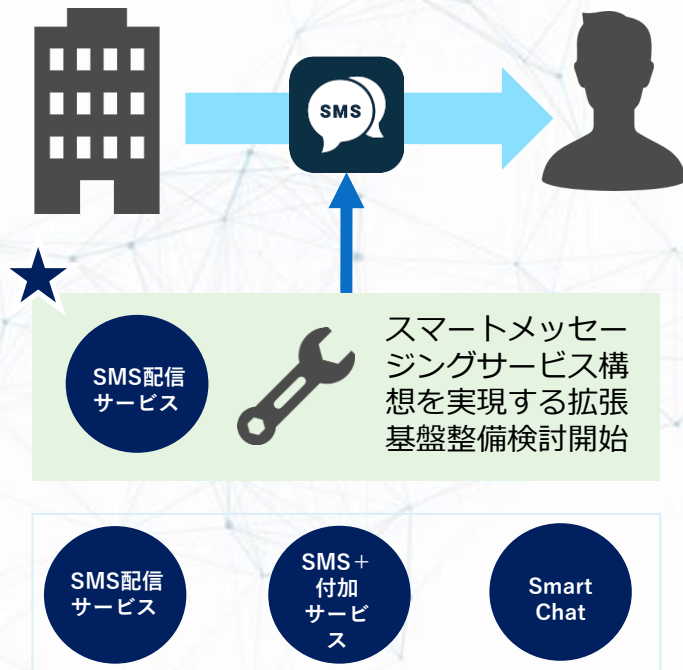 SMS
SMS配信
サービス
スマートメッセー
ジングサービス構
想を実現する拡張
基盤整備検討開始
SMS配信
サービス
SMS＋
付加
サービ
ス
Smart
Chat